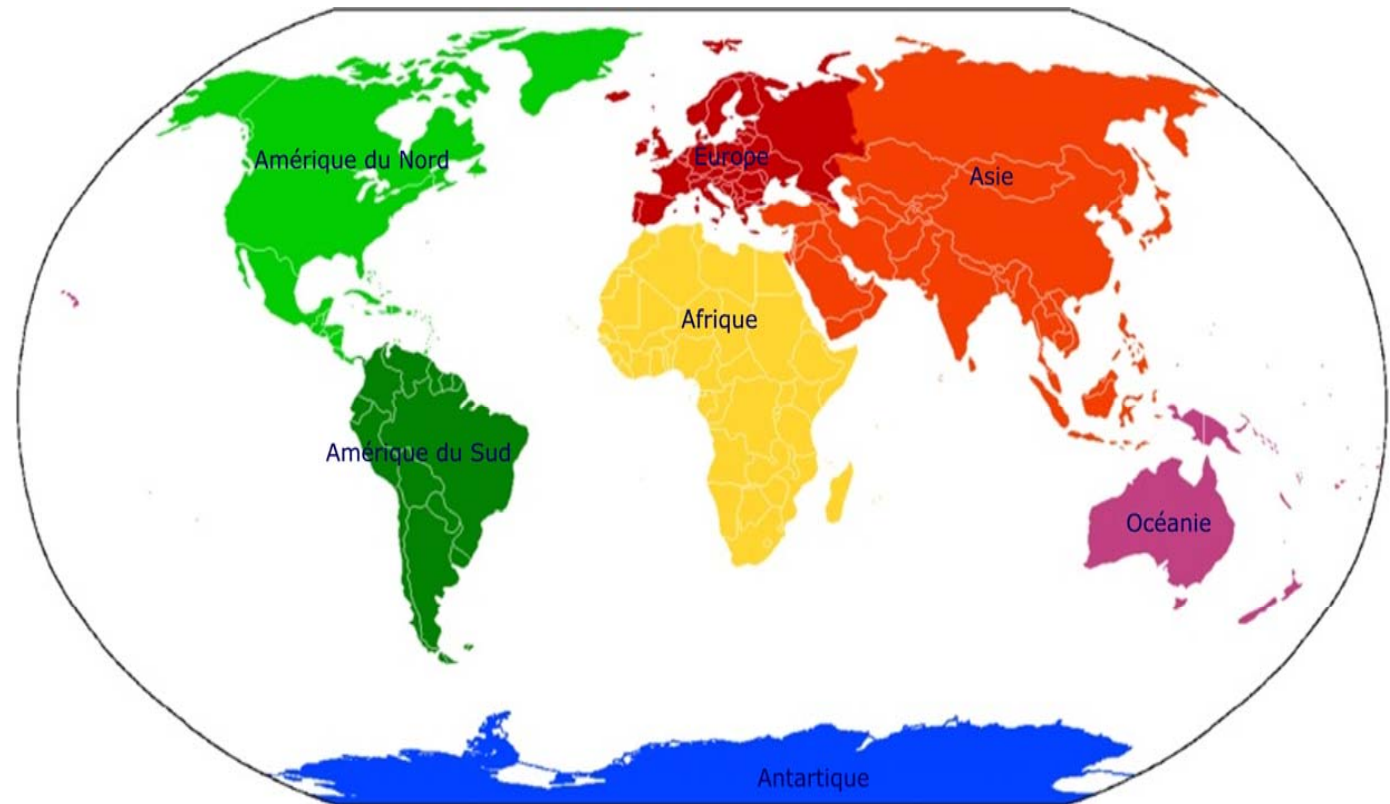 Amérique du Nord
Europe
Asie
Afrique
Amérique du Sud
Océanie
Antartique